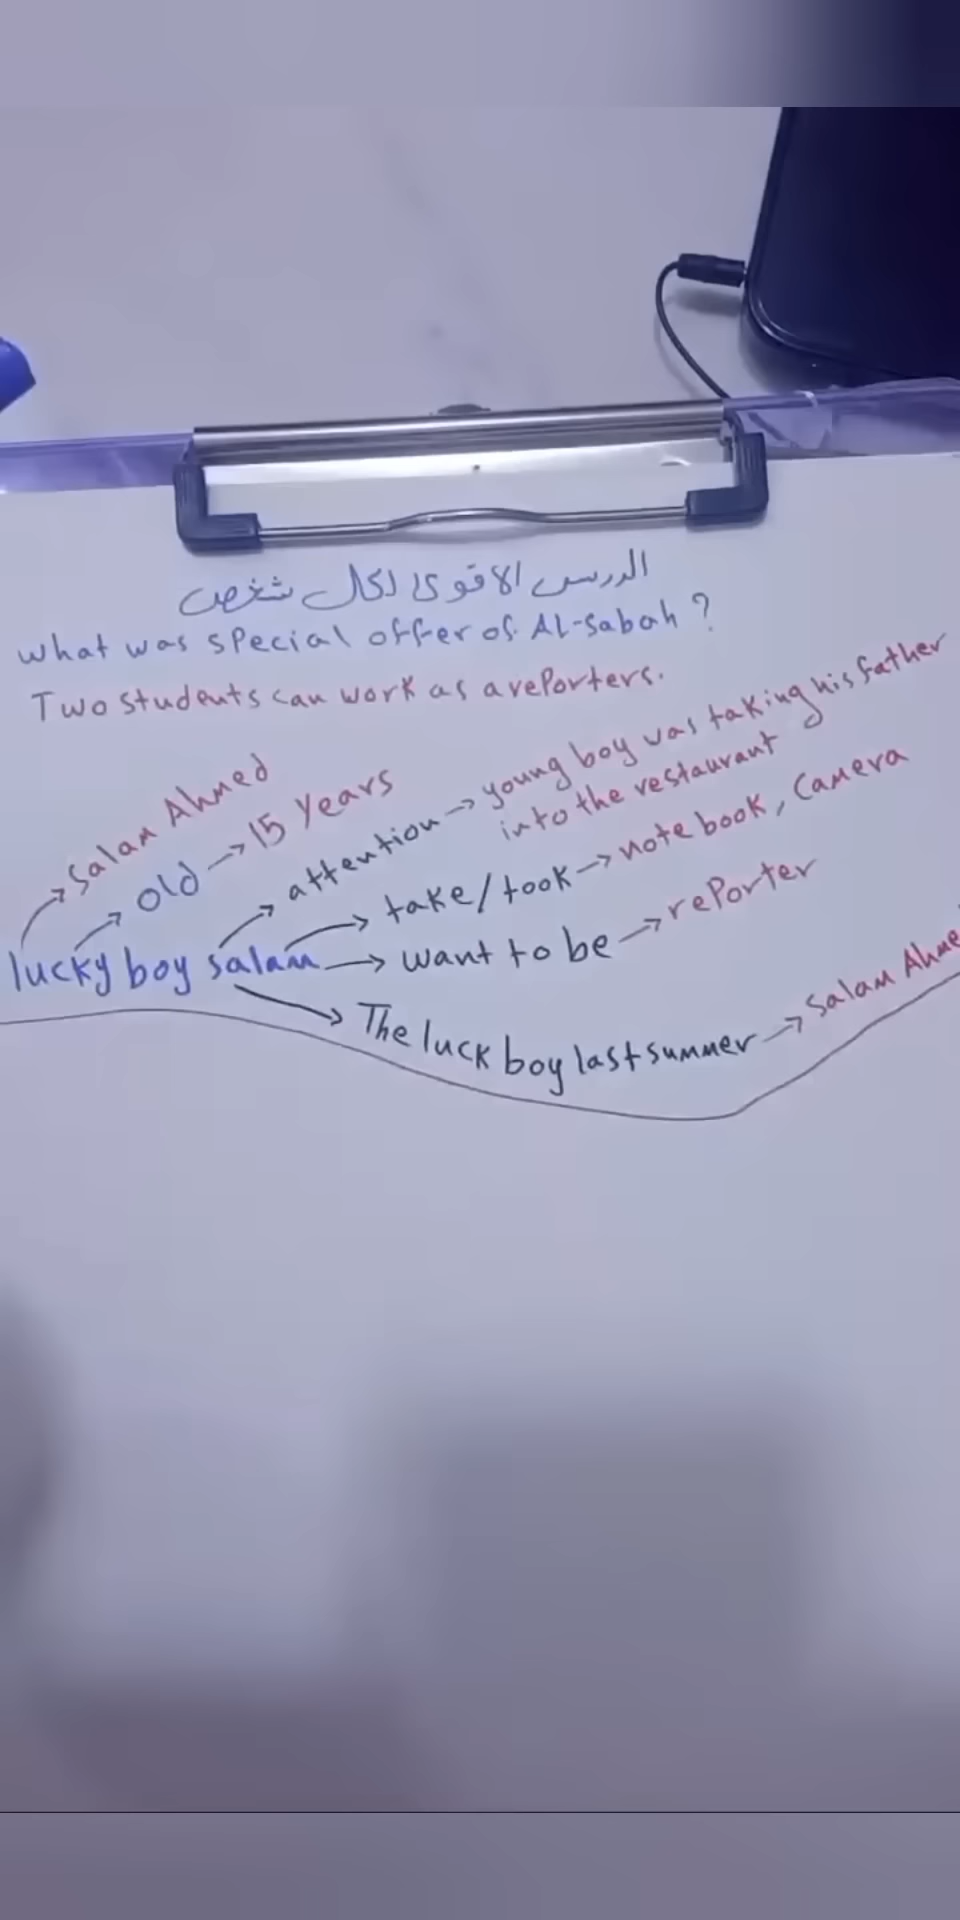 الدرس الاقوى لكل شخص
what was special offer of AL-sabah ?
Two students can work as a reporters.
lucky boy salam
→ Salam Ahmed
→ old → 15 years
→ attention → young boy was taking his father
into the restaurant
→ take/took → note book, camera
→ want to be → reporter
→ The luck boy last summer → Salam Ahme